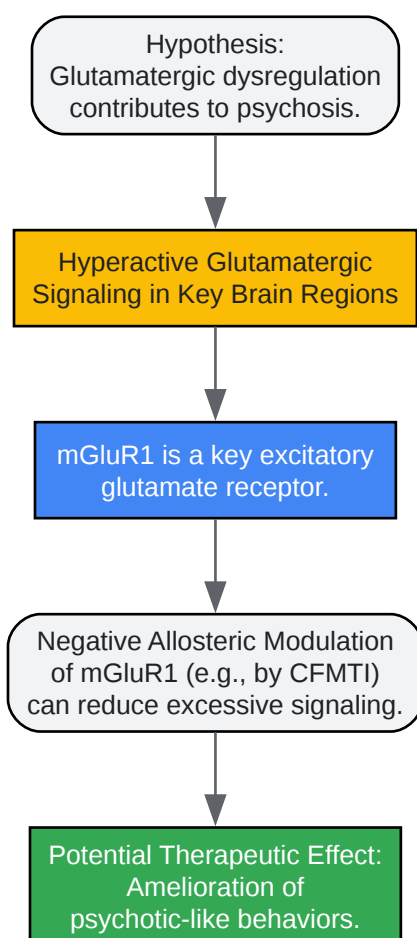 Hypothesis:
Glutamatergic dysregulation
contributes to psychosis.
Hyperactive Glutamatergic
Signaling in Key Brain Regions
mGluR1 is a key excitatory
glutamate receptor.
Negative Allosteric Modulation
of mGluR1 (e.g., by CFMTI)
can reduce excessive signaling.
Potential Therapeutic Effect:
Amelioration of
psychotic-like behaviors.